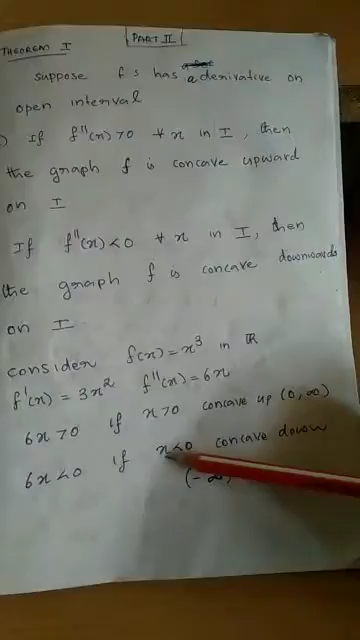 THEOREM I PART II
Suppose f s has a derivative on
open interval
) If f''(x) > 0 ∀ x in I, then
the graph f is concave upward
on I
If f''(x) < 0 ∀ x in I, then
the graph f is concave downwards
on I.
consider f(x) = x³ in ℝ
f'(x) = 3x² f''(x) = 6x
6x > 0 if x > 0 concave up (0, ∞)
6x < 0 if x < 0 concave down
(-∞,